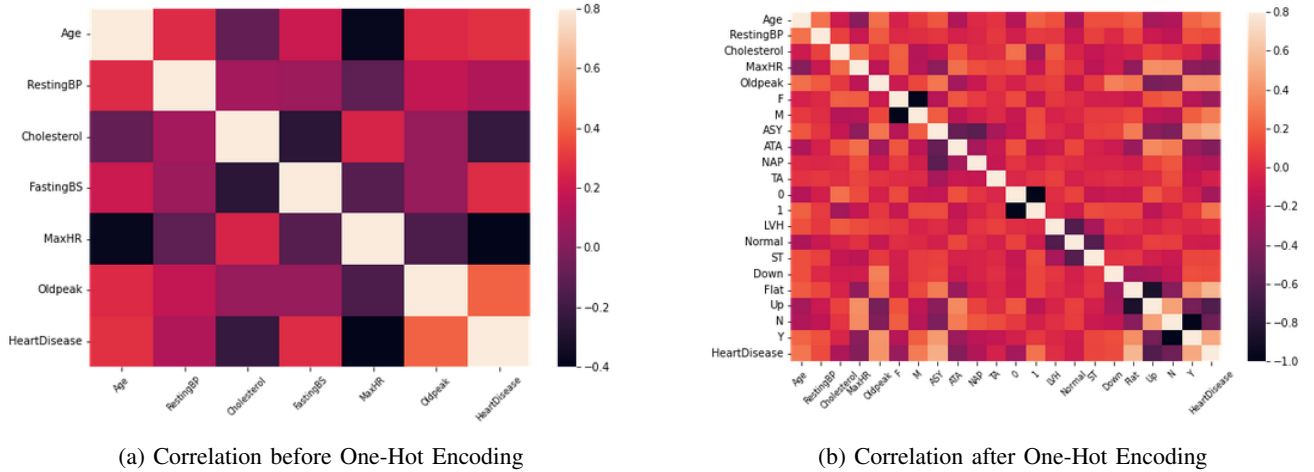 Age
RestingBP
Cholesterol
FastingBS
MaxHR
Oldpeak
HeartDisease
Age
RestingBP
Cholesterol
FastingBS
MaxHR
Oldpeak
HeartDisease
0.8
0.6
0.4
0.2
0.0
−0.2
−0.4
(a) Correlation before One-Hot Encoding
Age
RestingBP
Cholesterol
MaxHR
Oldpeak
F
M
ASY
ATA
NAP
TA
0
1
LVH
Normal
ST
Down
Flat
Up
N
Y
HeartDisease
Age
RestingBP
Cholesterol
MaxHR
Oldpeak
F
M
ASY
ATA
NAP
TA
0
1
LVH
Normal
ST
Down
Flat
Up
N
Y
HeartDisease
0.8
0.6
0.4
0.2
0.0
−0.2
−0.4
−0.6
−0.8
−1.0
(b) Correlation after One-Hot Encoding